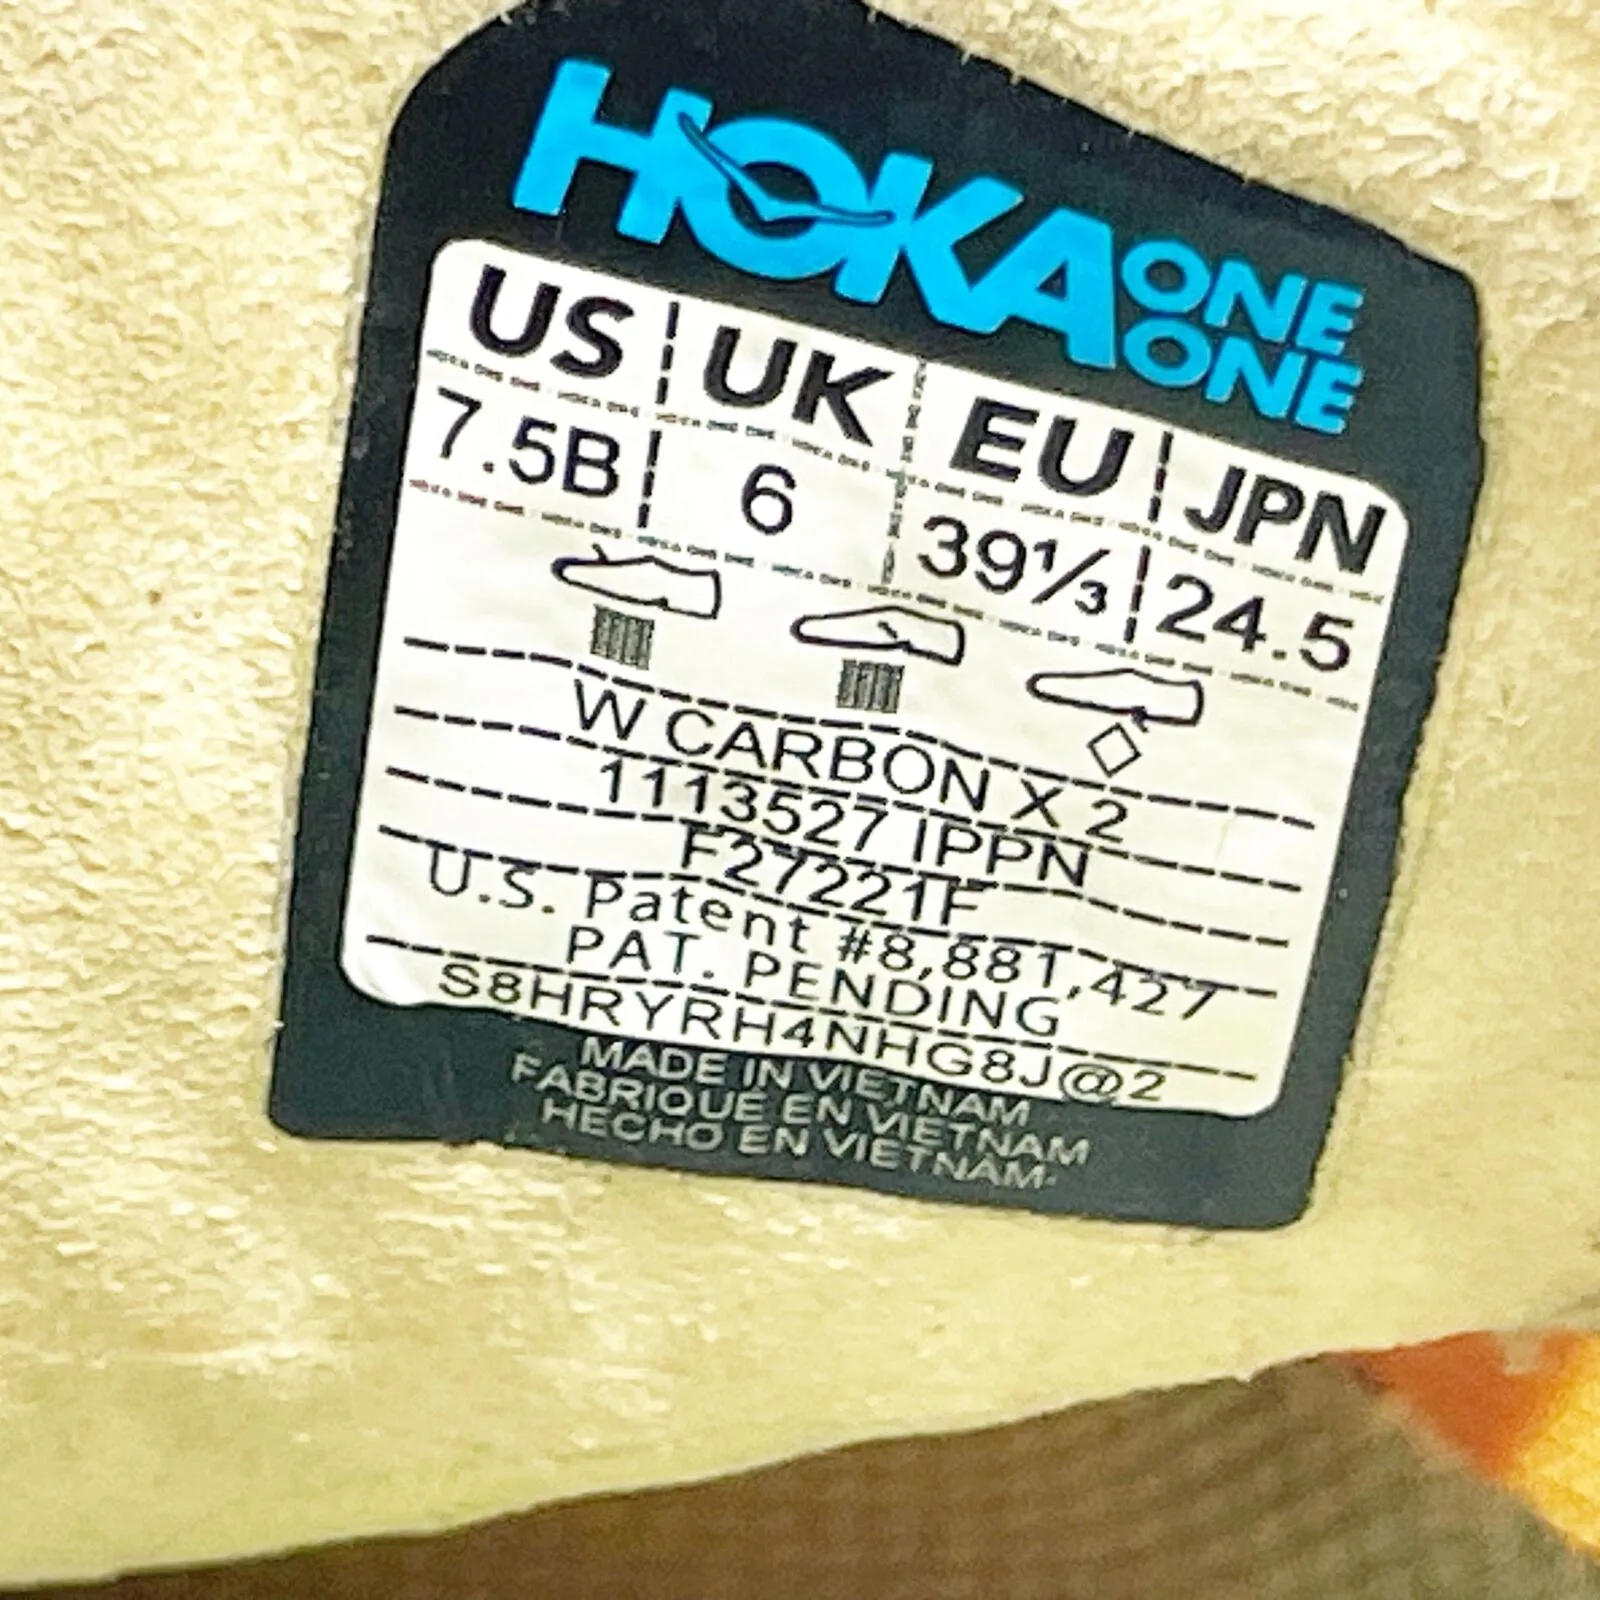 HOKA ONE ONE
US UK EU JPN
7.5B 6 39⅓ 24.5
W CARBON X 2
1113527 IPPN
F27221F
U.S. Patent #8,881,427
PAT. PENDING
S8HRYRH4NHG8J@2
MADE IN VIETNAM
FABRIQUE EN VIETNAM
HECHO EN VIETNAM